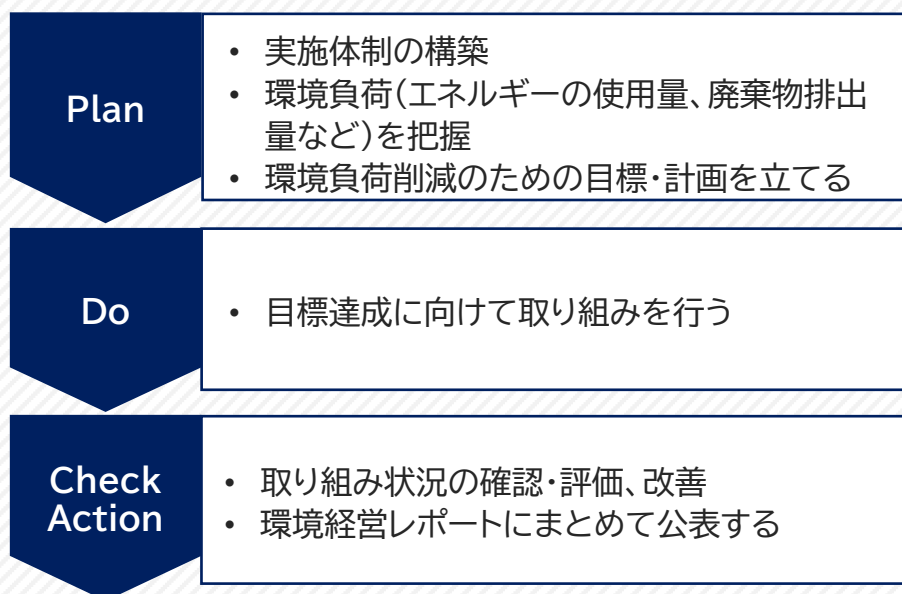 Plan
• 実施体制の構築
• 環境負荷(エネルギーの使用量、廃棄物排出
量など)を把握
• 環境負荷削減のための目標・計画を立てる
Do
• 目標達成に向けて取り組みを行う
Check
Action
• 取り組み状況の確認・評価、改善
• 環境経営レポートにまとめて公表する